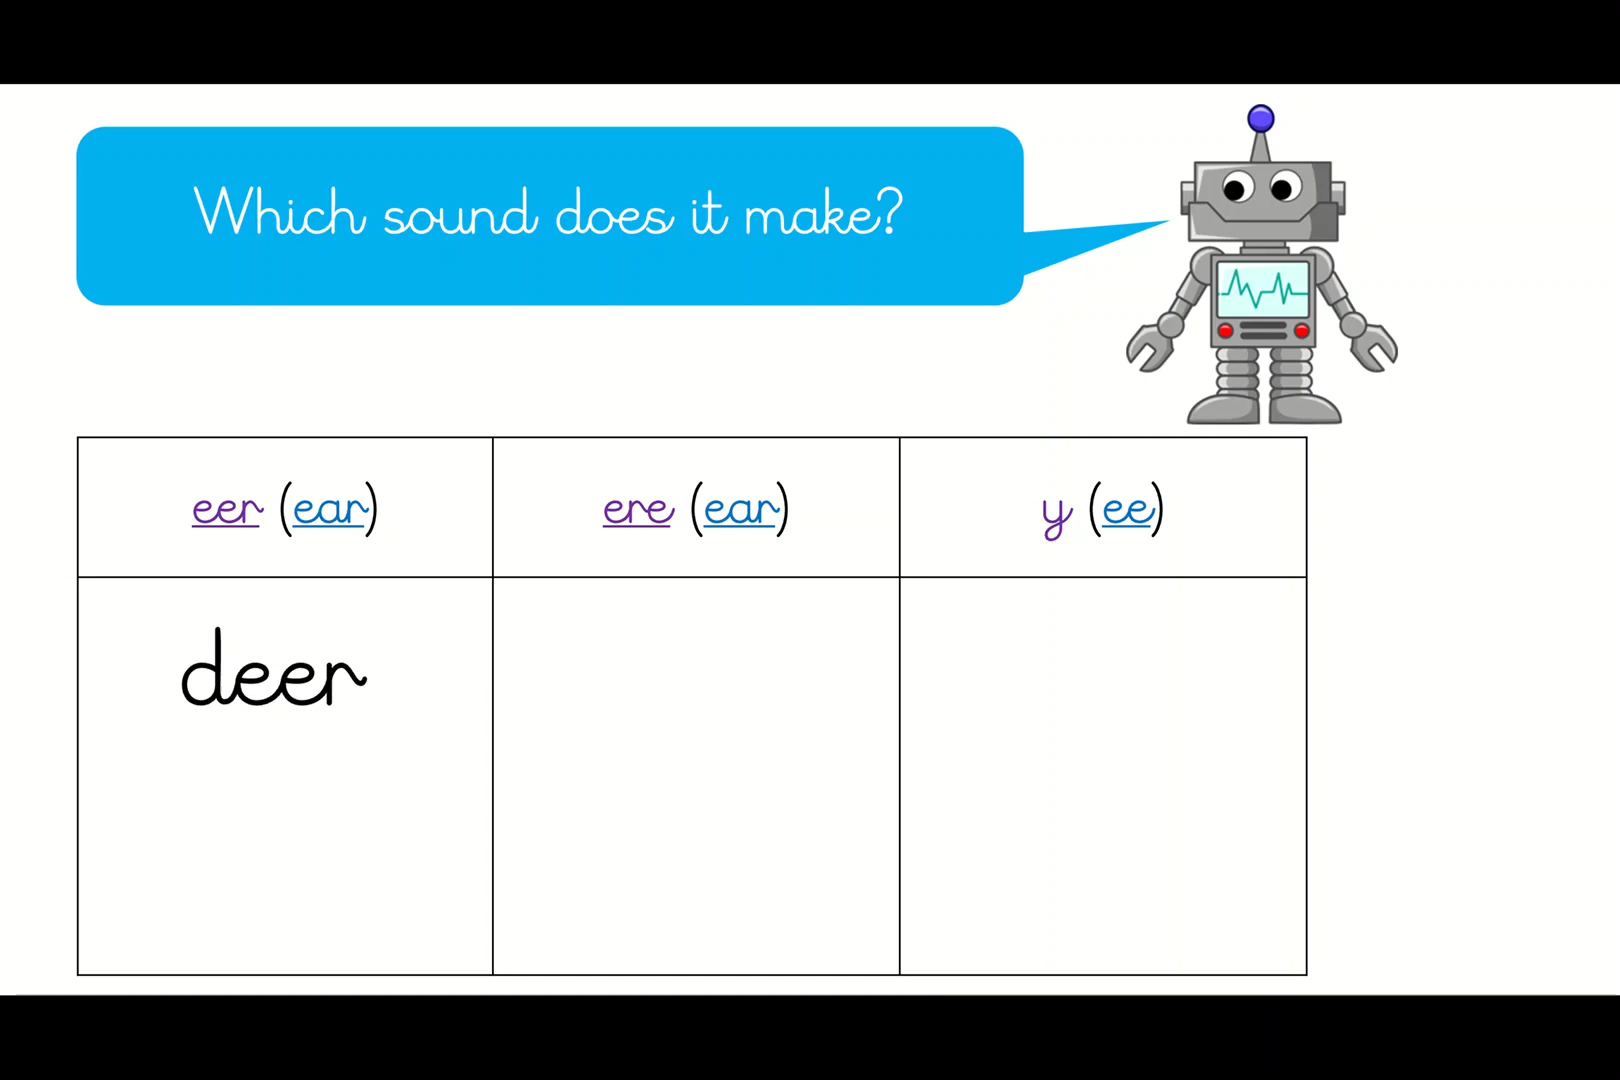 Which sound does it make?
eer (ear)
ere (ear)
y (ee)
deer